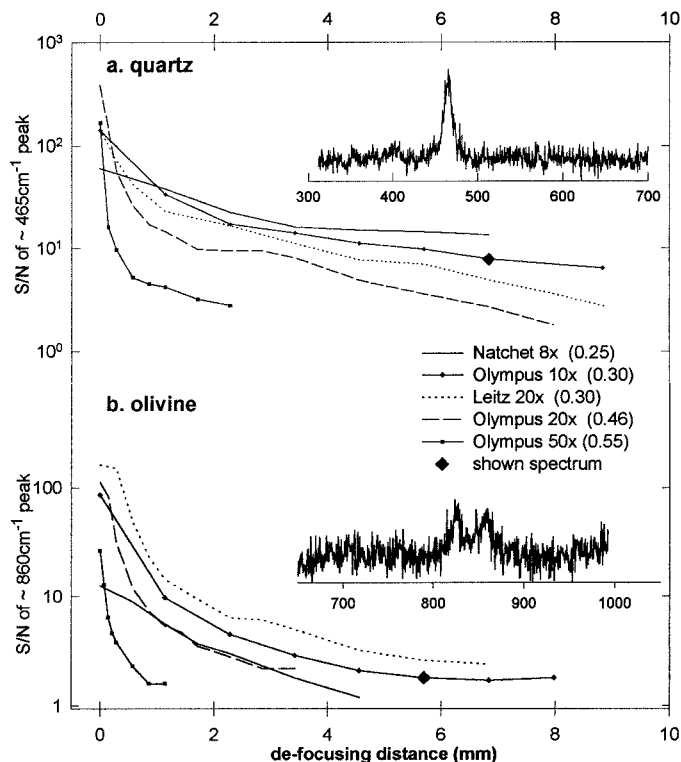 0 2 4 6 8 10
10³
a. quartz
10²
10¹
10⁰
S/N of ~ 465cm⁻¹ peak
300 400 500 600 700
Natchet 8x (0.25)
Olympus 10x (0.30)
Leitz 20x (0.30)
Olympus 20x (0.46)
Olympus 50x (0.55)
shown spectrum
b. olivine
100
10
1
S/N of ~ 860cm⁻¹ peak
700 800 900 1000
0 2 4 6 8 10
de-focusing distance (mm)